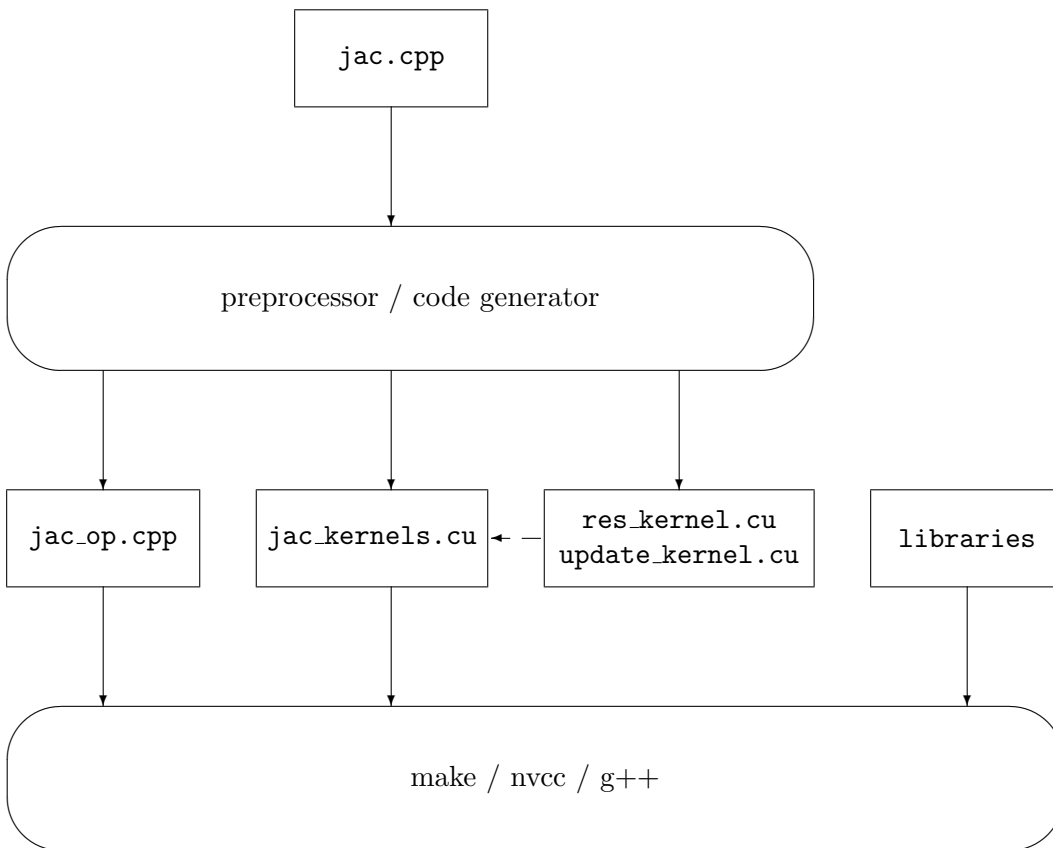 jac.cpp
preprocessor / code generator
jac_op.cpp
jac_kernels.cu
res_kernel.cu
update_kernel.cu
libraries
make / nvcc / g++